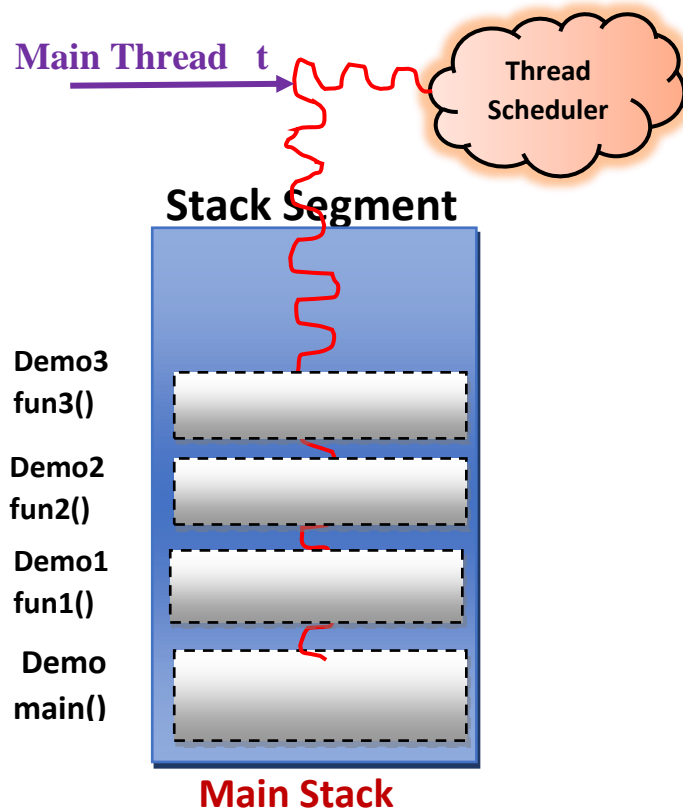 Main Thread t
Thread
Scheduler
Stack Segment
Demo3
fun3()
Demo2
fun2()
Demo1
fun1()
Demo
main()
Main Stack